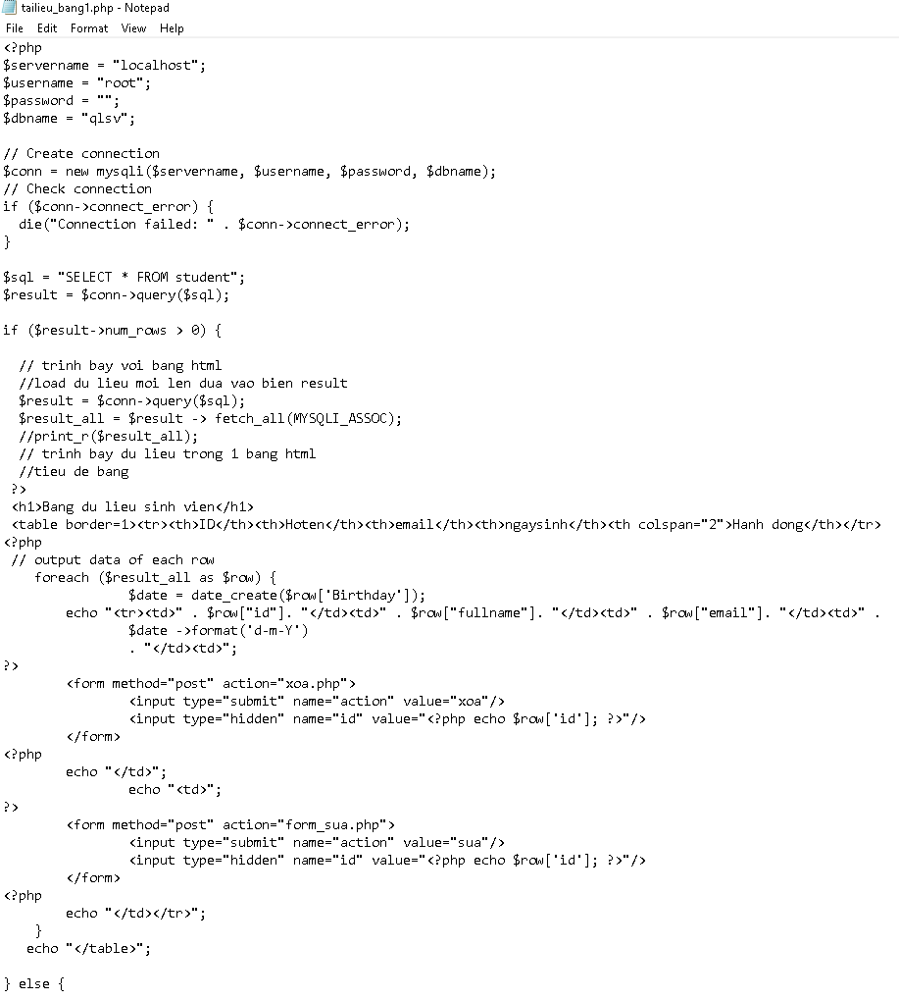 tailieu_bang1.php - Notepad
File Edit Format View Help
<?php
$servername = "localhost";
$username = "root";
$password = "";
$dbname = "qlsv";

// Create connection
$conn = new mysqli($servername, $username, $password, $dbname);
// Check connection
if ($conn->connect_error) {
  die("Connection failed: " . $conn->connect_error);
}

$sql = "SELECT * FROM student";
$result = $conn->query($sql);

if ($result->num_rows > 0) {

  // trinh bay voi bang html
  //load du lieu moi len dua vao bien result
  $result = $conn->query($sql);
  $result_all = $result -> fetch_all(MYSQLI_ASSOC);
  //print_r($result_all);
  // trinh bay du lieu trong 1 bang html
  //tieu de bang
 ?>
 <h1>Bang du lieu sinh vien</h1>
 <table border=1><tr><th>ID</th><th>Hoten</th><th>email</th><th>ngaysinh</th><th colspan="2">Hanh dong</th></tr>
<?php
 // output data of each row
    foreach ($result_all as $row) {
                $date = date_create($row['Birthday']);
        echo "<tr><td>" . $row["id"]. "</td><td>" . $row["fullname"]. "</td><td>" . $row["email"]. "</td><td>" .
                $date ->format('d-m-Y')
                . "</td><td>";
?>
        <form method="post" action="xoa.php">
                <input type="submit" name="action" value="xoa"/>
                <input type="hidden" name="id" value="<?php echo $row['id']; ?>"/>
        </form>
<?php
        echo "</td>";
                echo "<td>";
?>
        <form method="post" action="form_sua.php">
                <input type="submit" name="action" value="sua"/>
                <input type="hidden" name="id" value="<?php echo $row['id']; ?>"/>
        </form>
<?php
        echo "</td></tr>";
    }
   echo "</table>";

} else {